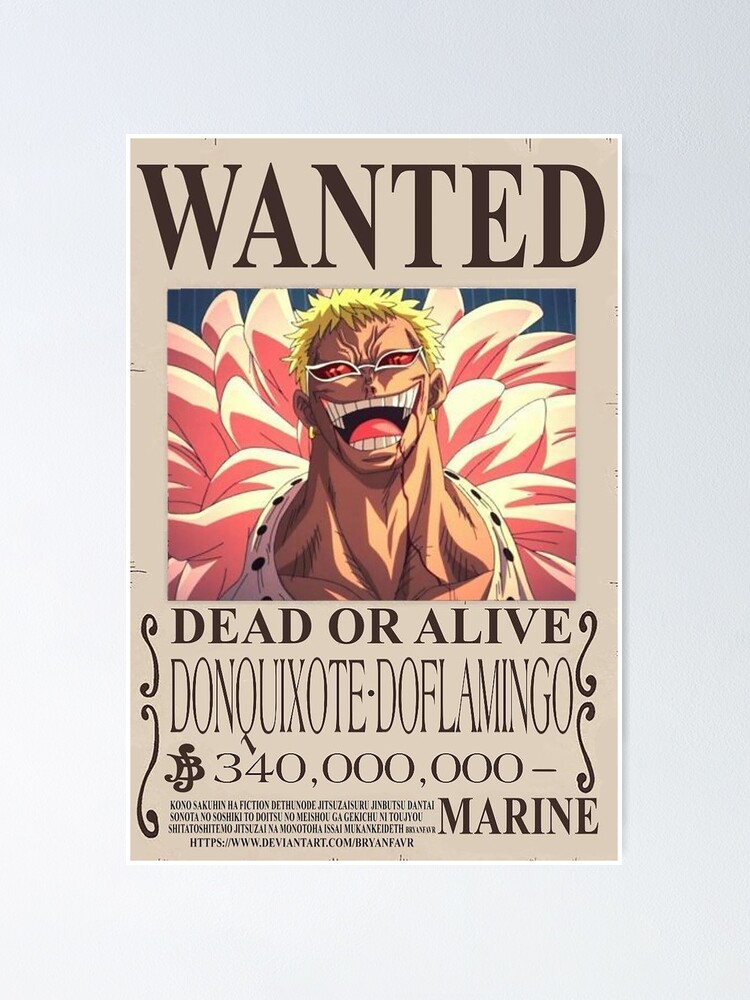 WANTED
DEAD OR ALIVE
DONQUIXOTE•DOFLAMINGO
340,000,000–
KONO SAKUHIN HA FICTION DETHUNODE JITSUZAISURU JINBUTSU DANTAI
SONOTA NO SOSHIKI TO DOITSU NO MEISHOU GA GEKICHU NI TOUJYOU
SHITATOSHITEMO JITSUZAI NA MONOTOHA ISSAI MUKANKEIDETH BRYANFAVR
HTTPS://WWW.DEVIANTART.COM/BRYANFAVR
MARINE